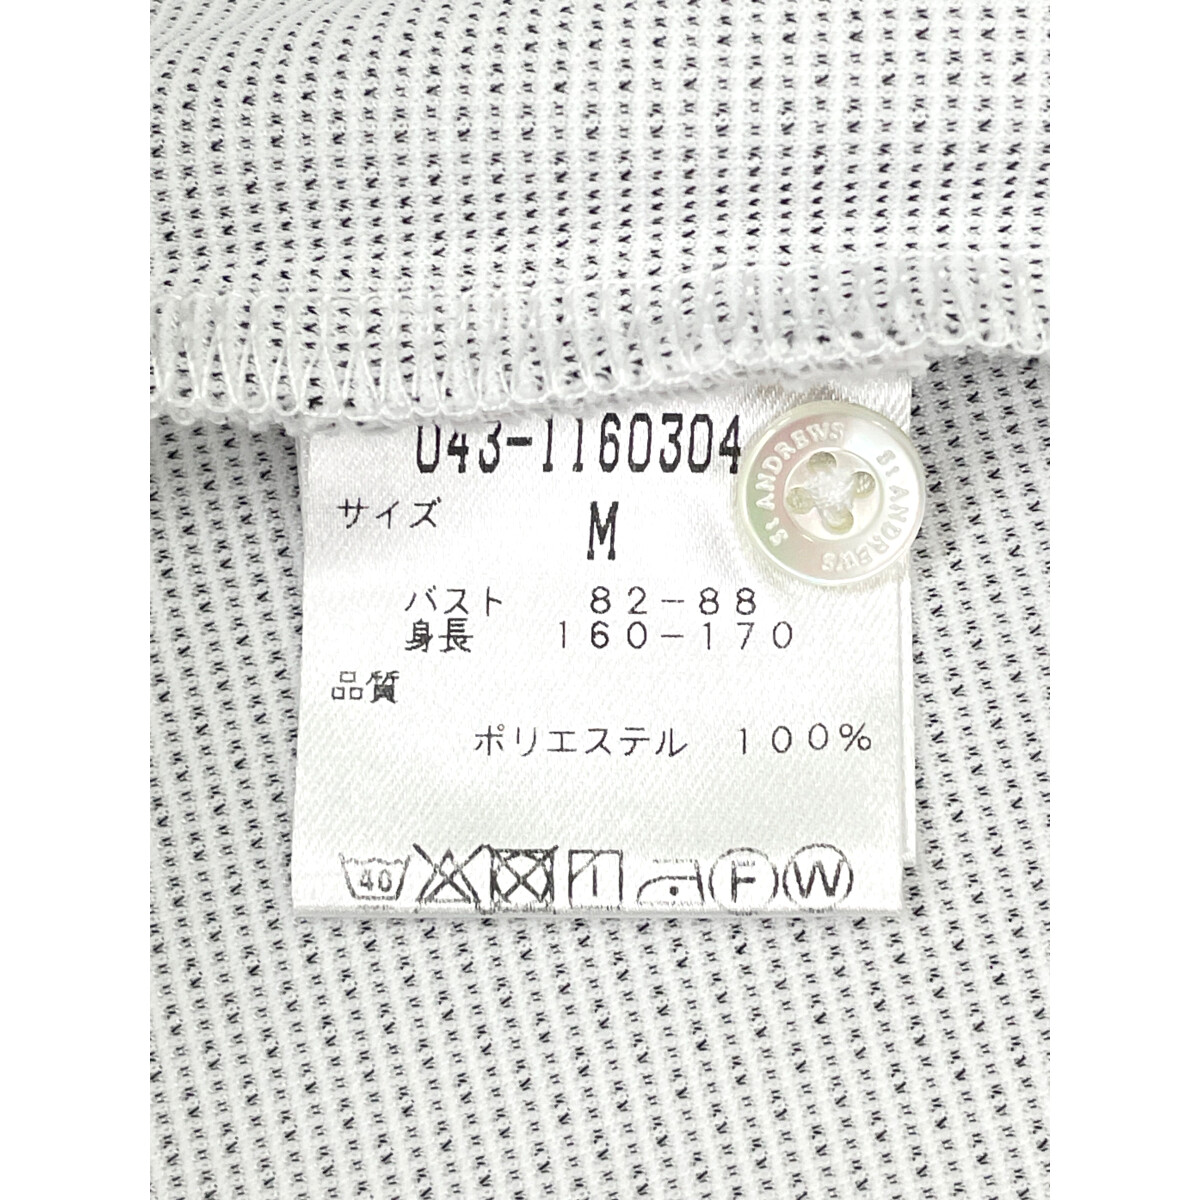 043-1160304
St ANDREWS St ANDREWS
サイズ
M
バスト 82-88
身長 160-170
品質
ポリエステル 100%
40 F W